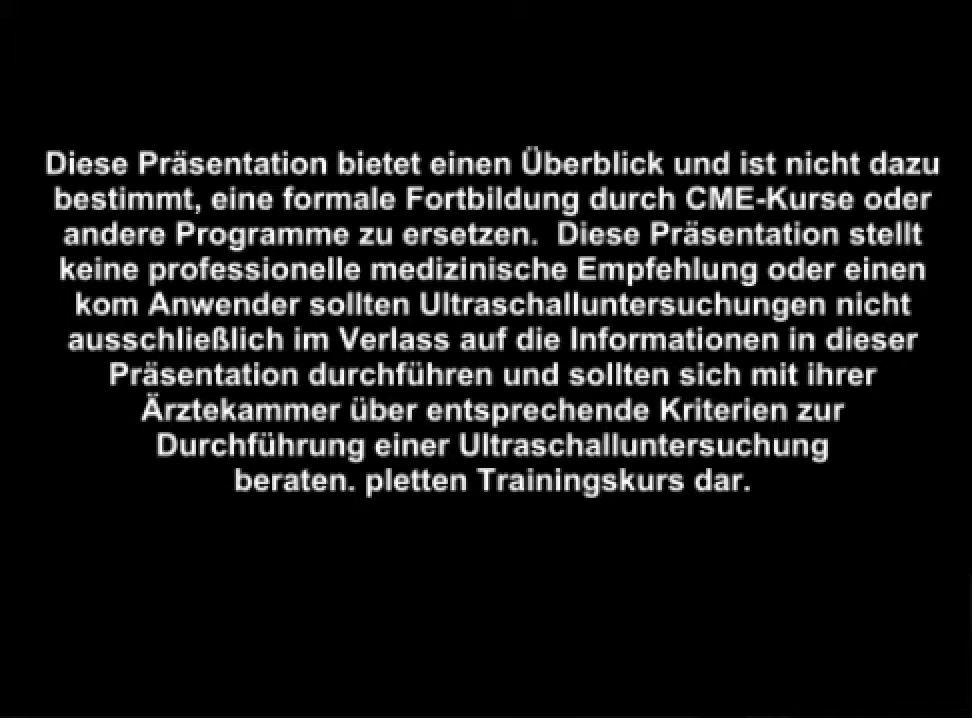 Diese Präsentation bietet einen Überblick und ist nicht dazu
bestimmt, eine formale Fortbildung durch CME-Kurse oder
andere Programme zu ersetzen.  Diese Präsentation stellt
keine professionelle medizinische Empfehlung oder einen
kom Anwender sollten Ultraschalluntersuchungen nicht
ausschließlich im Verlass auf die Informationen in dieser
Präsentation durchführen und sollten sich mit ihrer
Ärztekammer über entsprechende Kriterien zur
Durchführung einer Ultraschalluntersuchung
beraten. pletten Trainingskurs dar.